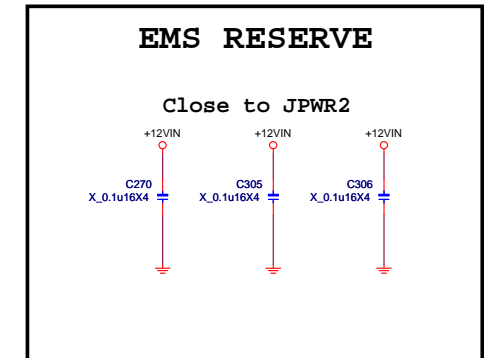 EMS RESERVE
Close to JPWR2
+12VIN +12VIN +12VIN
C270 C305 C306
X_0.1u16X4 X_0.1u16X4 X_0.1u16X4